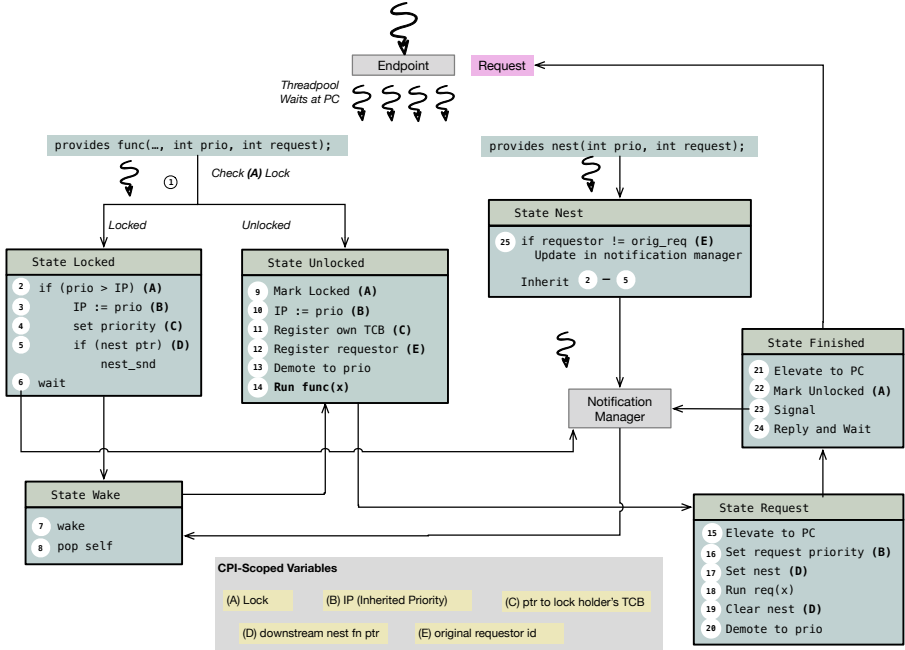 Endpoint
Request
Threadpool
Waits at PC
provides func(…, int prio, int request);
provides nest(int prio, int request);
1
Check (A) Lock
Locked
Unlocked
State Locked
2 if (prio > IP) (A)
3 IP := prio (B)
4 set priority (C)
5 if (nest ptr) (D)
nest_snd
6 wait
State Unlocked
9 Mark Locked (A)
10 IP := prio (B)
11 Register own TCB (C)
12 Register requestor (E)
13 Demote to prio
14 Run func(x)
State Nest
25 if requestor != orig_req (E)
Update in notification manager
Inherit 2 – 5
Notification
Manager
State Finished
21 Elevate to PC
22 Mark Unlocked (A)
23 Signal
24 Reply and Wait
State Wake
7 wake
8 pop self
State Request
15 Elevate to PC
16 Set request priority (B)
17 Set nest (D)
18 Run req(x)
19 Clear nest (D)
20 Demote to prio
CPI-Scoped Variables
(A) Lock
(B) IP (Inherited Priority)
(C) ptr to lock holder's TCB
(D) downstream nest fn ptr
(E) original requestor id